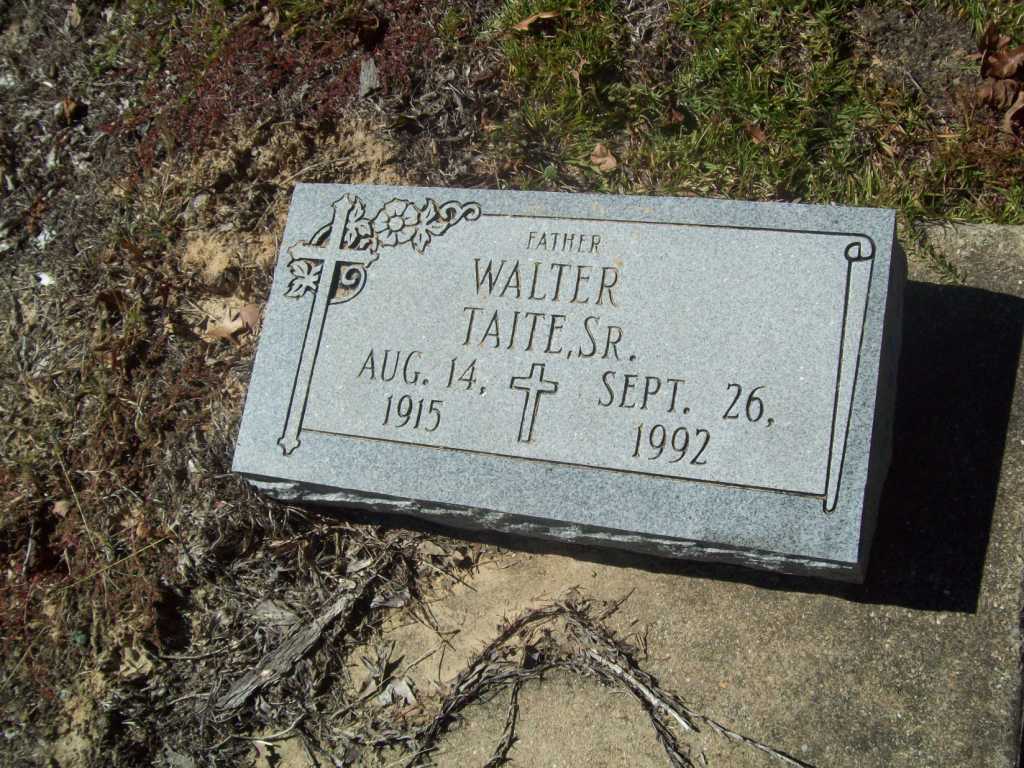 FATHER
WALTER
TAITE, SR.
AUG. 14, SEPT. 26,
1915 1992